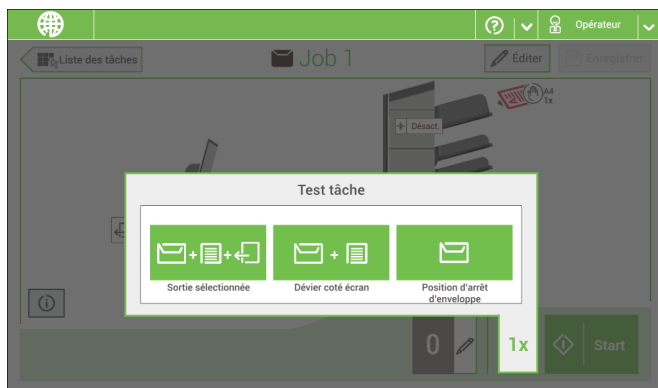 Opérateur
Liste des tâches
Job 1
Éditer
Enregistrer
A4
1x
Désact.
Test tâche
Sortie sélectionnée
Dévier coté écran
Position d'arrêt
d'enveloppe
0
1x
Start